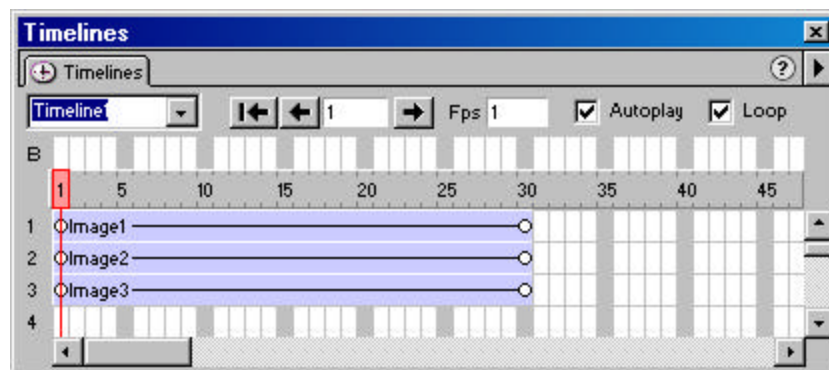 Timelines
Timelines ?
Timeline1 1 Fps 1 Autoplay Loop
B
1 5 10 15 20 25 30 35 40 45
1 Image1
2 Image2
3 Image3
4